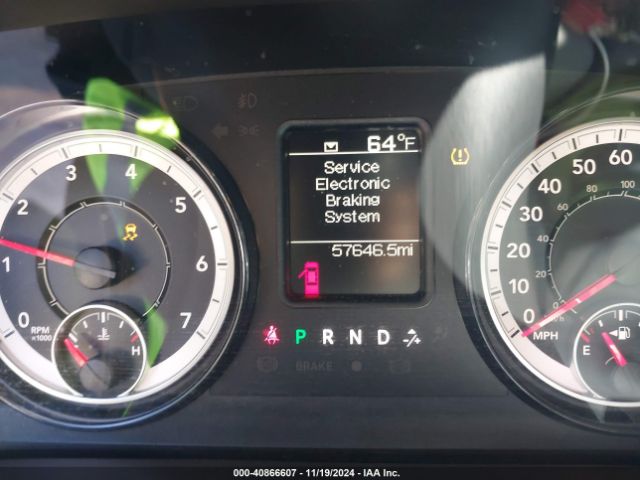 64°F
Service
Electronic
Braking
System
57646.5mi
P R N D
BRAKE
0 1 2 3 4 5 6 7
RPM
x1000
H
0 10 20 30 40 50 60
MPH
20 40 60 80 100
E
000-40866607 - 11/19/2024 - IAA Inc.